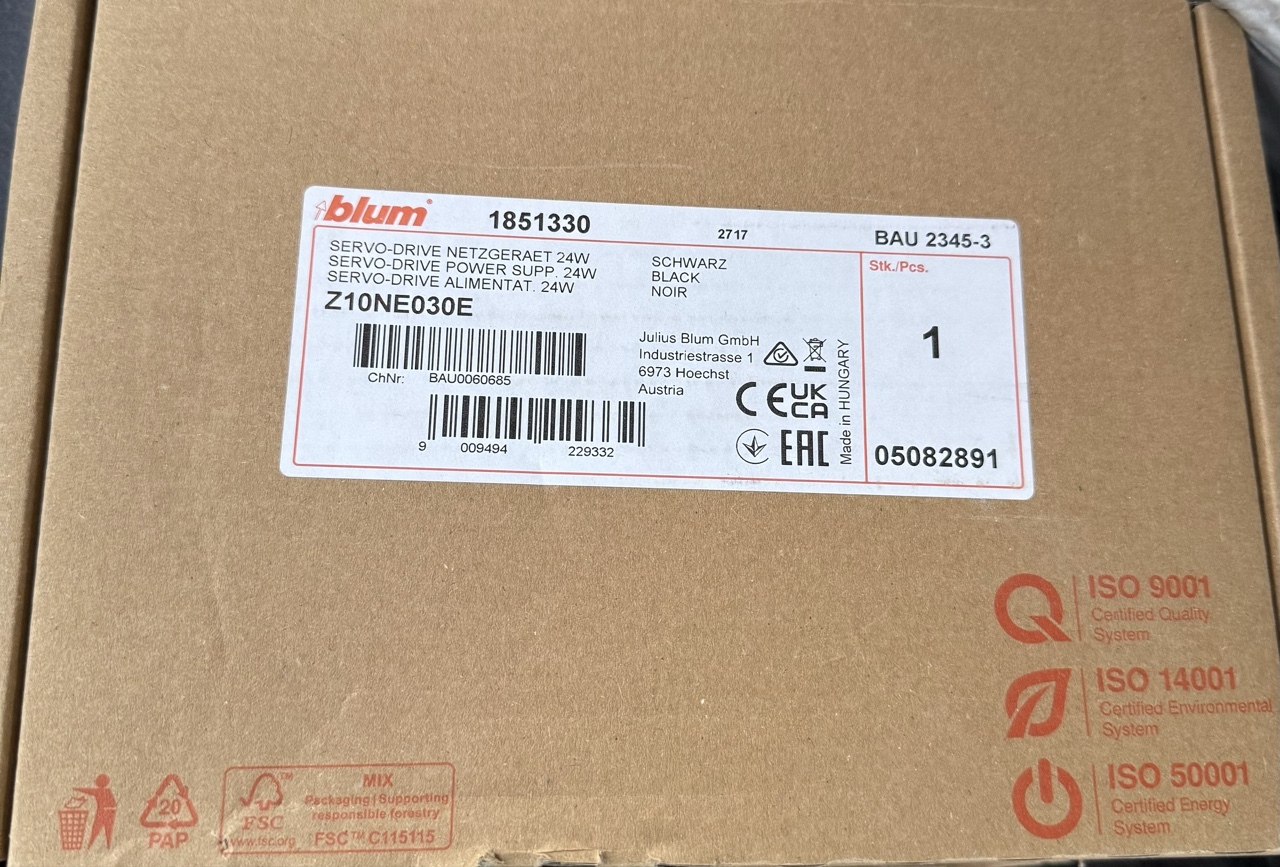 blum
1851330
2717
BAU 2345-3
SERVO-DRIVE NETZGERAET 24W
SERVO-DRIVE POWER SUPP. 24W
SERVO-DRIVE ALIMENTAT. 24W
SCHWARZ
BLACK
NOIR
Stk./Pcs.
Z10NE030E
1
ChNr: BAU0060685
9 009494 229332
Julius Blum GmbH
Industriestrasse 1
6973 Hoechst
Austria
CE UK CA
EAC
Made in HUNGARY
05082891
ISO 9001
Certified Quality
System
ISO 14001
Certified Environmental
System
ISO 50001
Certified Energy
System
20
PAP
TM
FSC
www.fsc.org
MIX
Packaging | Supporting
responsible forestry
FSC™ C115115